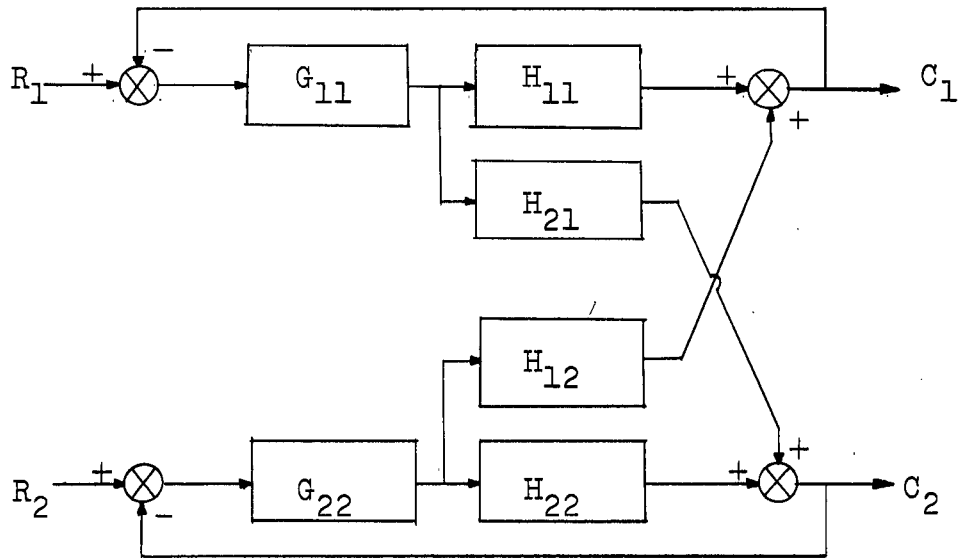 −
R₁ + G₁₁ H₁₁ + C₁
+
H₂₁
H₁₂
+
R₂ + G₂₂ H₂₂ + C₂
−